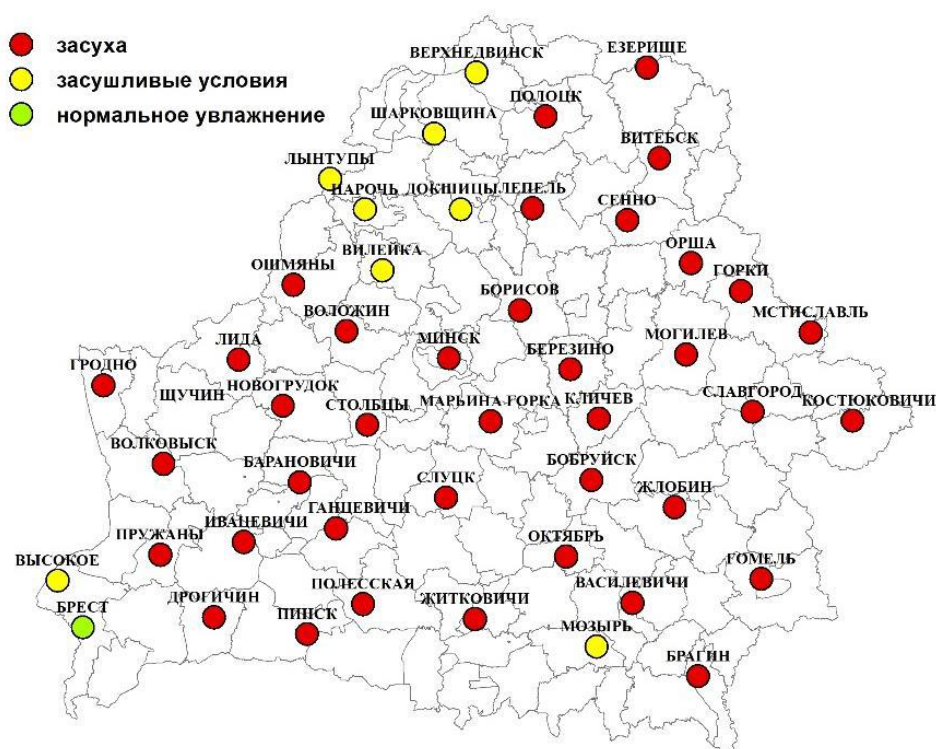 засуха
засушливые условия
нормальное увлажнение
ВЕРХНЕДВИНСК
ЕЗЕРИЩЕ
ПОЛОЦК
ШАРКОВЩИНА
ВИТЕБСК
ЛЫНТУПЫ
НАРОЧЬ
ДОКШИЦЫ
ЛЕПЕЛЬ
СЕННО
ВИЛЕЙКА
ОРША
ОШМЯНЫ
ГОРКИ
БОРИСОВ
ВОЛОЖИН
МСТИСЛАВЛЬ
ЛИДА
МИНСК
МОГИЛЕВ
БЕРЕЗИНО
ГРОДНО
ЩУЧИН
НОВОГРУДОК
СТОЛБЦЫ
МАРЬИНА ГОРКА
КЛИЧЕВ
СЛАВГОРОД
КОСТЮКОВИЧИ
ВОЛКОВЫСК
БАРАНОВИЧИ
СЛУЦК
БОБРУЙСК
ЖЛОБИН
ГАНЦЕВИЧИ
ИВАНЕВИЧИ
ПРУЖАНЫ
ОКТЯБРЬ
ВЫСОКОЕ
ГОМЕЛЬ
ПОЛЕССКАЯ
ВАСИЛЕВИЧИ
ДРОГИЧИН
ЖИТКОВИЧИ
БРЕСТ
ПИНСК
МОЗЫРЬ
БРАГИН